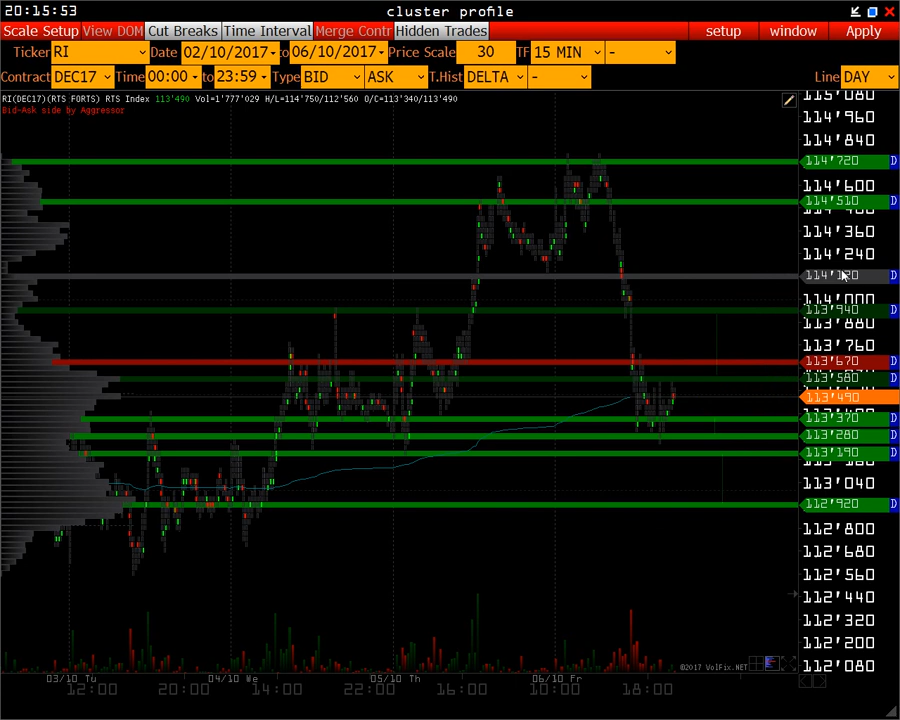 20:15:53 cluster profile
Scale Setup View DOM Cut Breaks Time Interval Merge Contr Hidden Trades setup window Apply
Ticker RI Date 02/10/2017 to 06/10/2017 Price Scale 30 TF 15 MIN -
Contract DEC17 Time 00:00 to 23:59 Type BID ASK T.Hist DELTA - Line DAY
RI(DEC17)(RTS FORTS) RTS Index 113'490 Vol=1'777'029 H/L=114'750/112'560 O/C=113'340/113'490
Bid-Ask side by Aggressor
115'080
114'960
114'840
114'720 D
114'600
114'510 D
114'360
114'240
114'120 D
114'000
113'940 D
113'880
113'760
113'670 D
113'580 D
113'490
113'370 D
113'280 D
113'190 D
113'040
112'920 D
112'800
112'680
112'560
112'440
112'320
112'200
112'080
©2017 VolFix.NET
03/10 Tu 04/10 We 05/10 Th 06/10 Fr
12:00 20:00 14:00 22:00 16:00 10:00 18:00